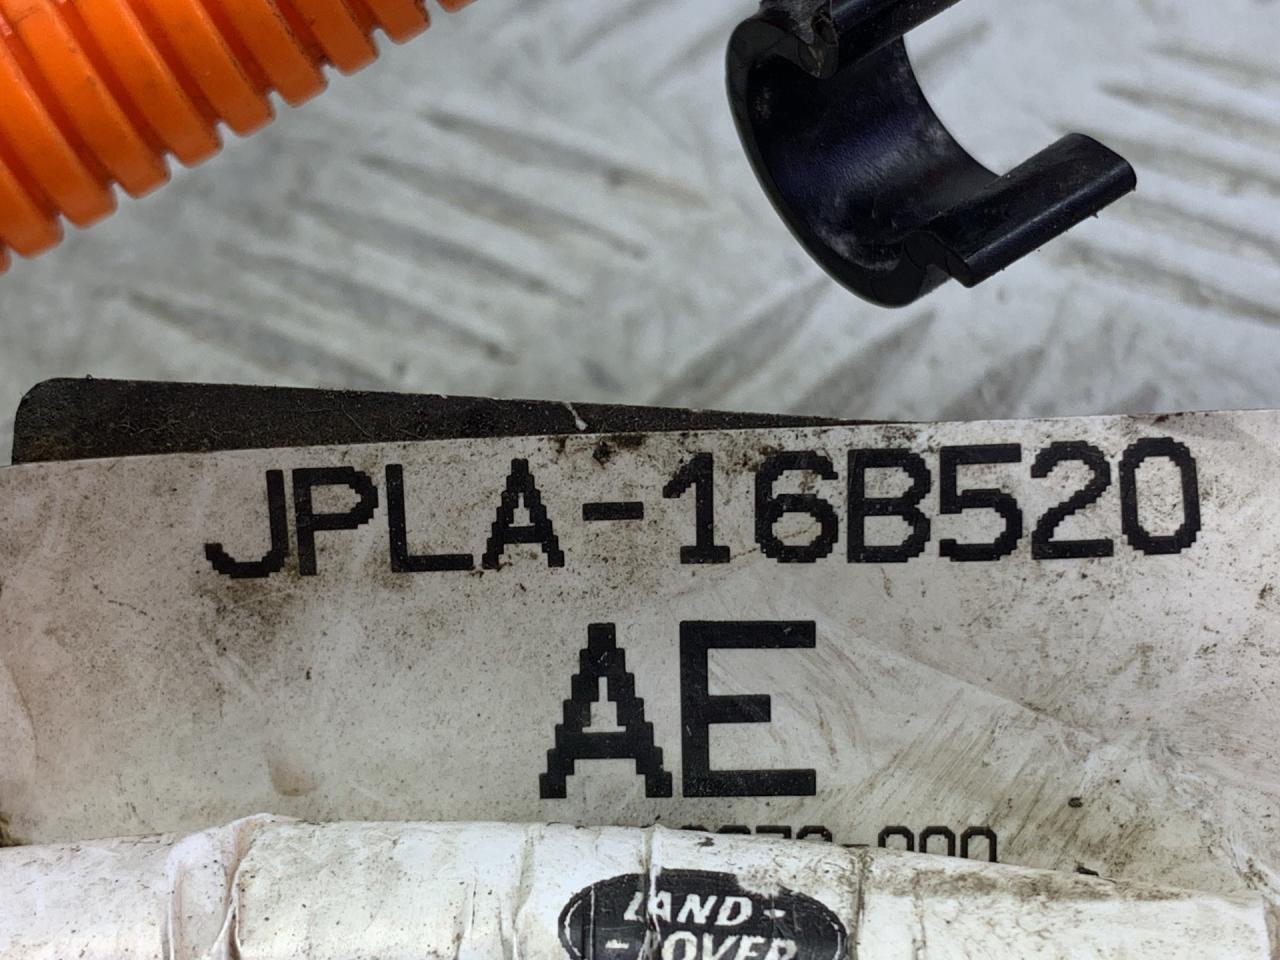 JPLA-16B520
AE
LAND-
-ROVER